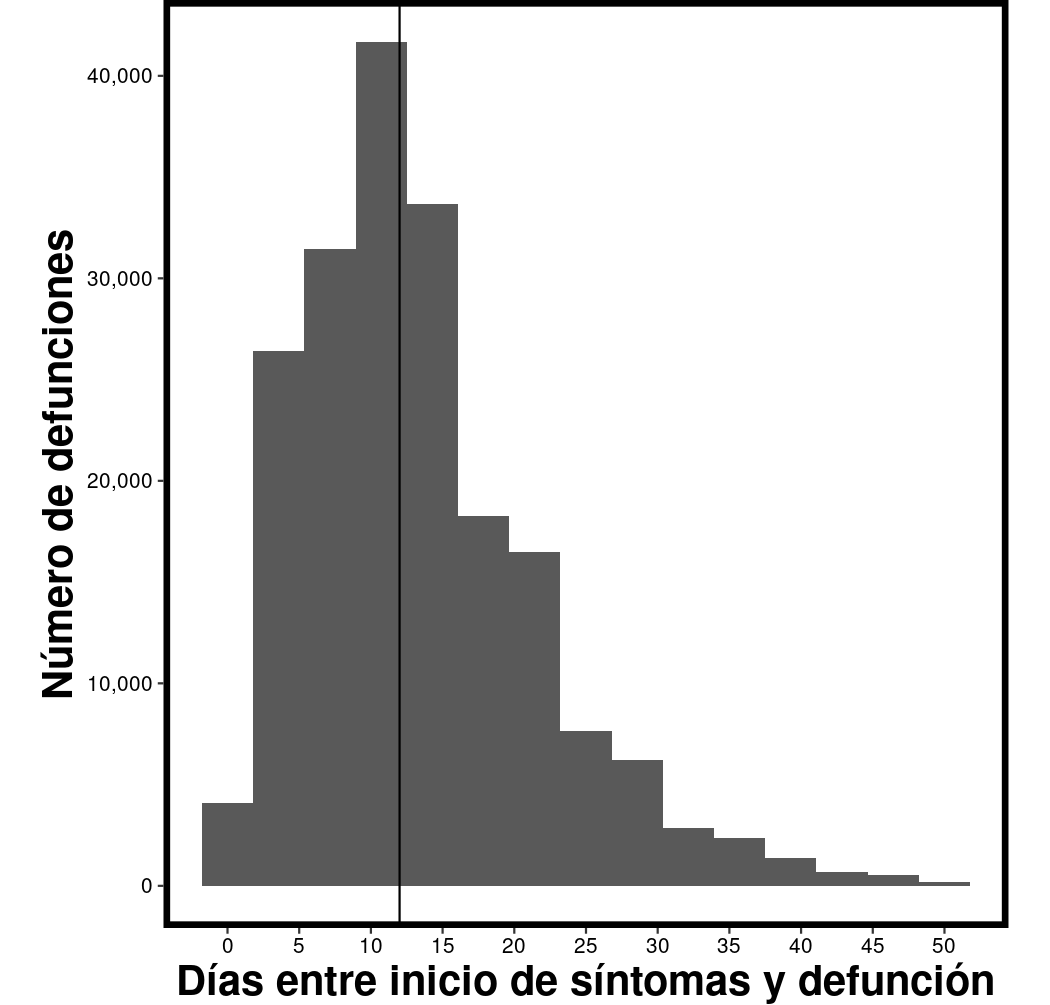 Número de defunciones
40,000
30,000
20,000
10,000
0
0 5 10 15 20 25 30 35 40 45 50
Días entre inicio de síntomas y defunción